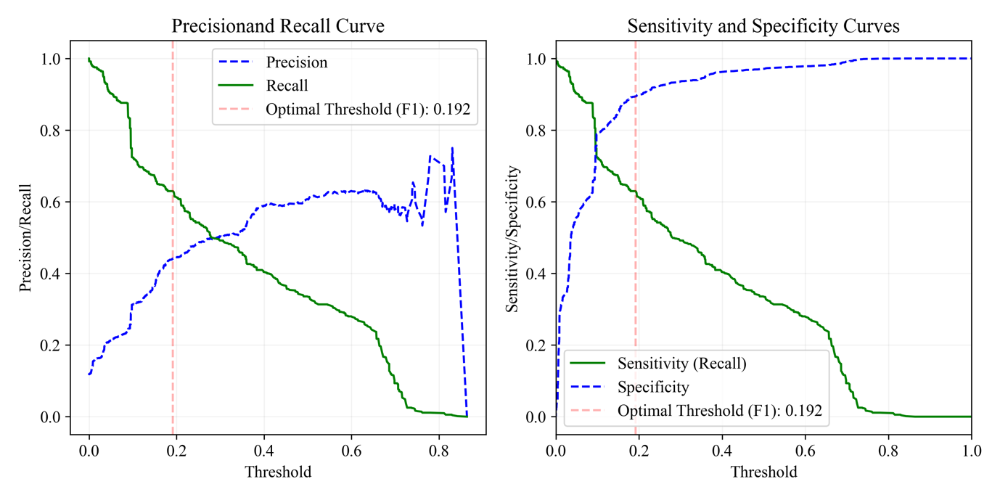 Precisionand Recall Curve
Precision/Recall
1.0
0.8
0.6
0.4
0.2
0.0
Precision
Recall
Optimal Threshold (F1): 0.192
0.0 0.2 0.4 0.6 0.8
Threshold
Sensitivity and Specificity Curves
Sensitivity/Specificity
1.0
0.8
0.6
0.4
0.2
0.0
Sensitivity (Recall)
Specificity
Optimal Threshold (F1): 0.192
0.0 0.2 0.4 0.6 0.8 1.0
Threshold